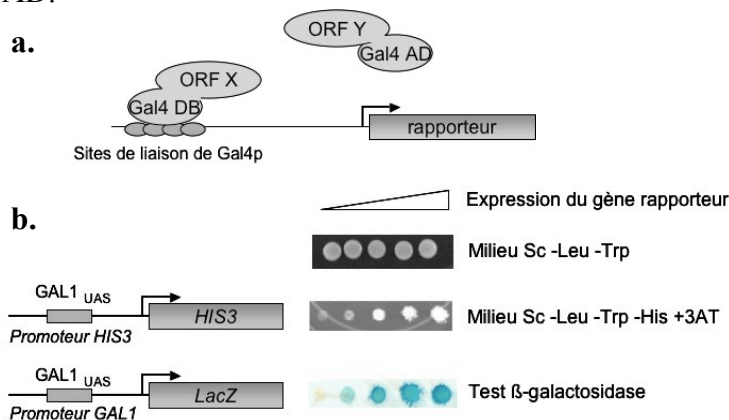 AD.
a.
ORF Y
Gal4 AD
ORF X
Gal4 DB
rapporteur
Sites de liaison de Gal4p
Expression du gène rapporteur
b.
Milieu Sc -Leu -Trp
GAL1 UAS
HIS3
Promoteur HIS3
Milieu Sc -Leu -Trp -His +3AT
GAL1 UAS
LacZ
Promoteur GAL1
Test ß-galactosidase